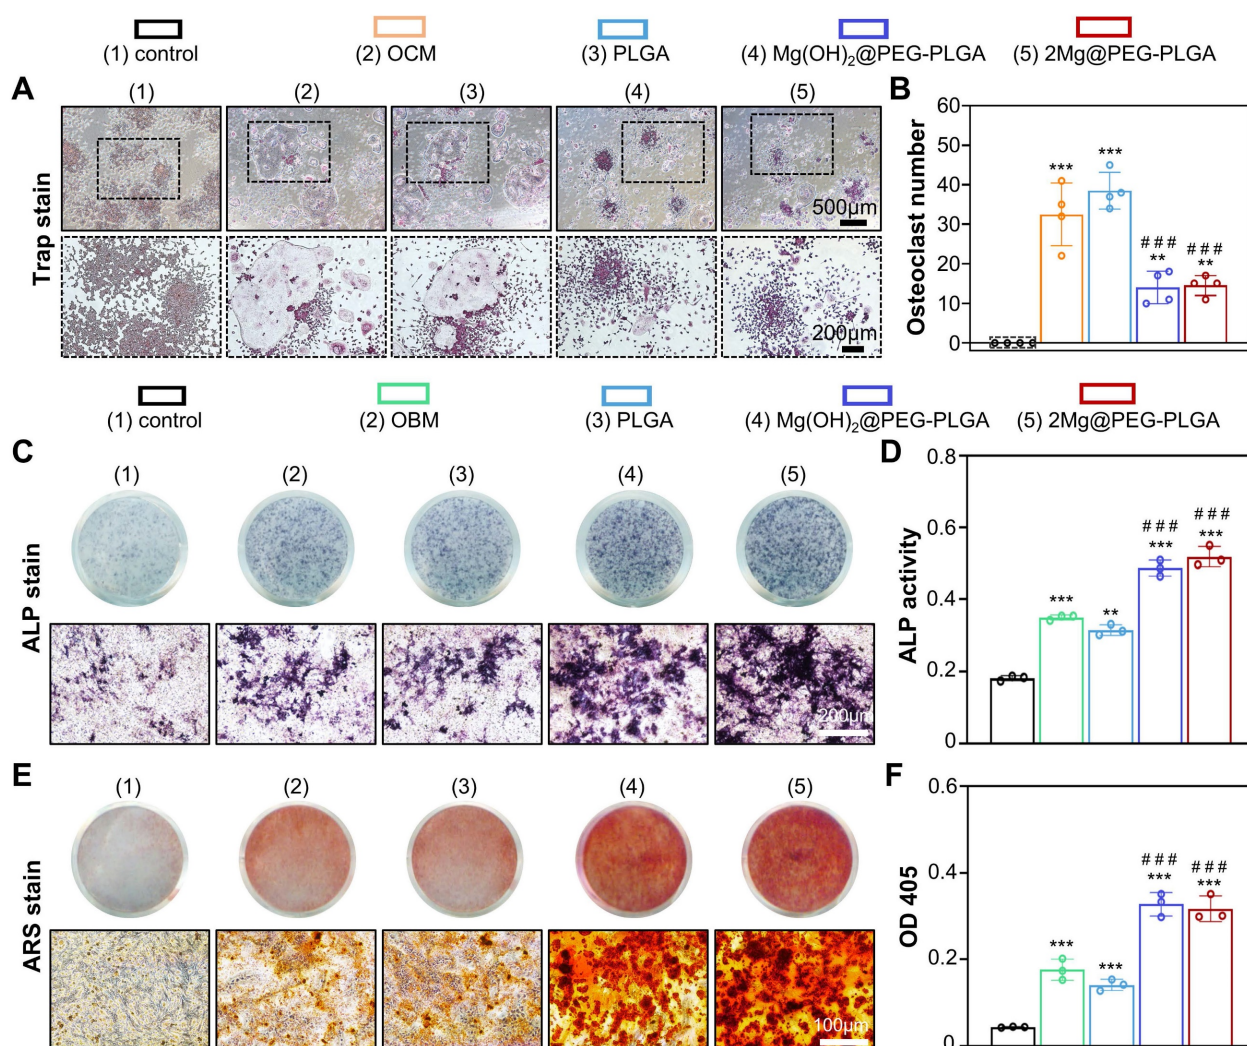 (1) control (2) OCM (3) PLGA (4) Mg(OH)₂@PEG-PLGA (5) 2Mg@PEG-PLGA
A (1) (2) (3) (4) (5)
Trap stain
500μm
200μm
B
Osteoclast number
60
50
40
30
20
10
0
*** *** ### ** ### **
(1) control (2) OBM (3) PLGA (4) Mg(OH)₂@PEG-PLGA (5) 2Mg@PEG-PLGA
C (1) (2) (3) (4) (5)
ALP stain
200μm
D
ALP activity
0.8
0.6
0.4
0.2
0
*** ** ### *** ### ***
E (1) (2) (3) (4) (5)
ARS stain
100μm
F
OD 405
0.6
0.4
0.2
0
*** *** ### *** ### ***